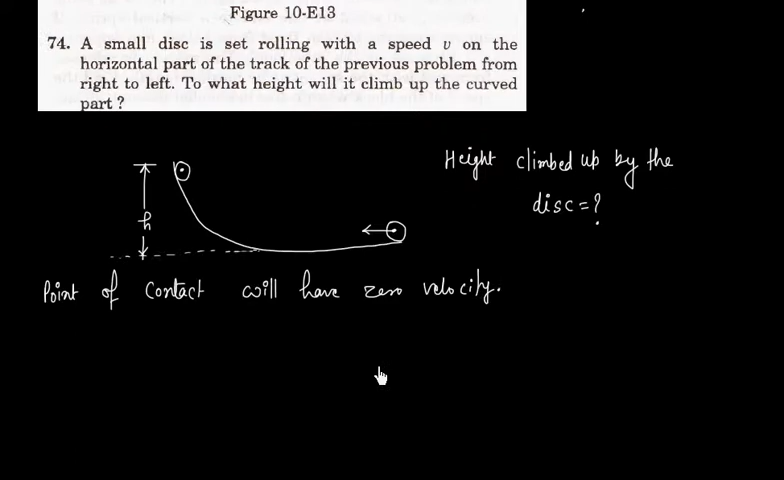 Figure 10-E13
74. A small disc is set rolling with a speed v on the
horizontal part of the track of the previous problem from
right to left. To what height will it climb up the curved
part ?
Height climbed up by the
disc = ?
h
Point of contact will have zero velocity.